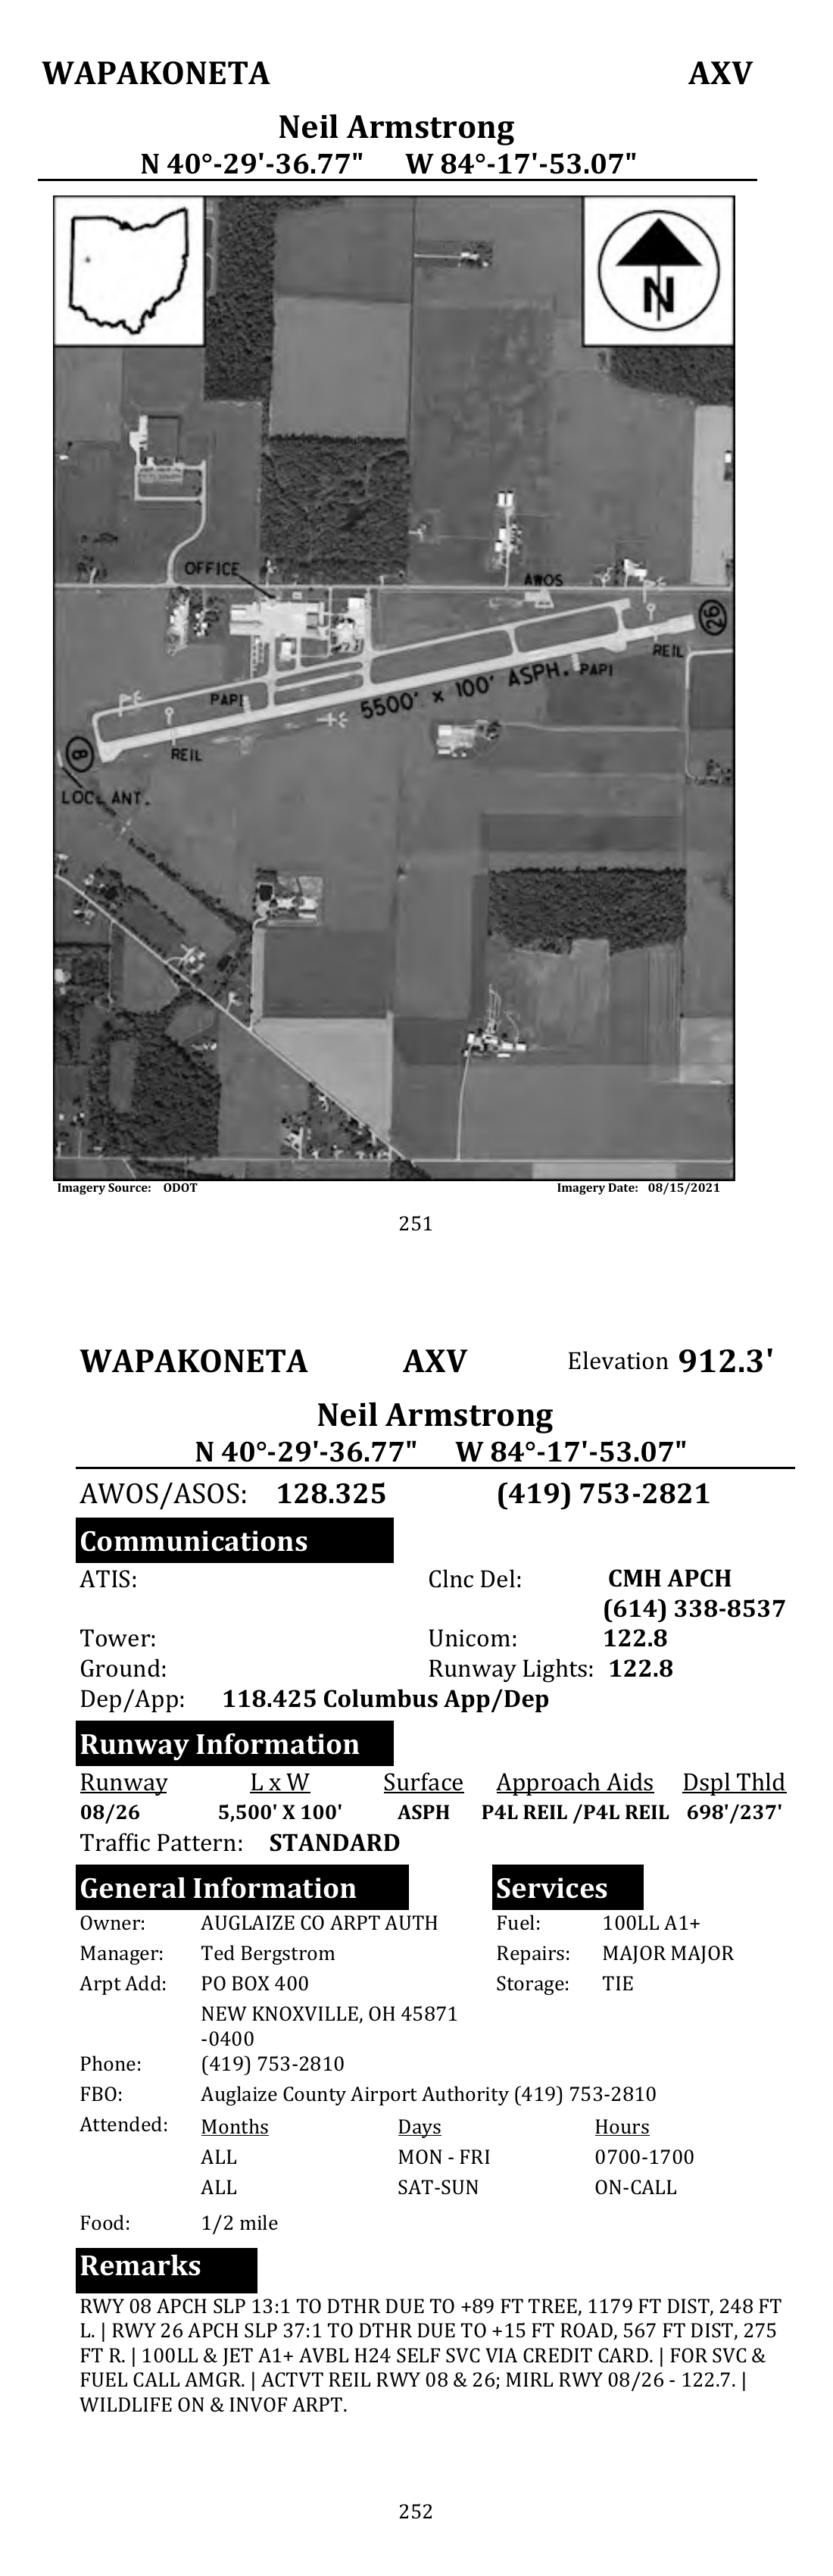 WAPAKONETA AXV
Neil Armstrong
N 40°-29'-36.77" W 84°-17'-53.07"
N
OFFICE
AWOS
26
REIL
PAPI
5500' x 100' ASPH.
PAPI
8
REIL
LOC. ANT.
Imagery Source: ODOT Imagery Date: 08/15/2021
251
WAPAKONETA AXV Elevation 912.3'
Neil Armstrong
N 40°-29'-36.77" W 84°-17'-53.07"
AWOS/ASOS: 128.325 (419) 753-2821
Communications
ATIS: Clnc Del: CMH APCH
(614) 338-8537
Tower: Unicom: 122.8
Ground: Runway Lights: 122.8
Dep/App: 118.425 Columbus App/Dep
Runway Information
Runway L x W Surface Approach Aids Dspl Thld
08/26 5,500' X 100' ASPH P4L REIL /P4L REIL 698'/237'
Traffic Pattern: STANDARD
General Information Services
Owner: AUGLAIZE CO ARPT AUTH Fuel: 100LL A1+
Manager: Ted Bergstrom Repairs: MAJOR MAJOR
Arpt Add: PO BOX 400 Storage: TIE
NEW KNOXVILLE, OH 45871
-0400
Phone: (419) 753-2810
FBO: Auglaize County Airport Authority (419) 753-2810
Attended: Months Days Hours
ALL MON - FRI 0700-1700
ALL SAT-SUN ON-CALL
Food: 1/2 mile
Remarks
RWY 08 APCH SLP 13:1 TO DTHR DUE TO +89 FT TREE, 1179 FT DIST, 248 FT
L. | RWY 26 APCH SLP 37:1 TO DTHR DUE TO +15 FT ROAD, 567 FT DIST, 275
FT R. | 100LL & JET A1+ AVBL H24 SELF SVC VIA CREDIT CARD. | FOR SVC &
FUEL CALL AMGR. | ACTVT REIL RWY 08 & 26; MIRL RWY 08/26 - 122.7. |
WILDLIFE ON & INVOF ARPT.
252